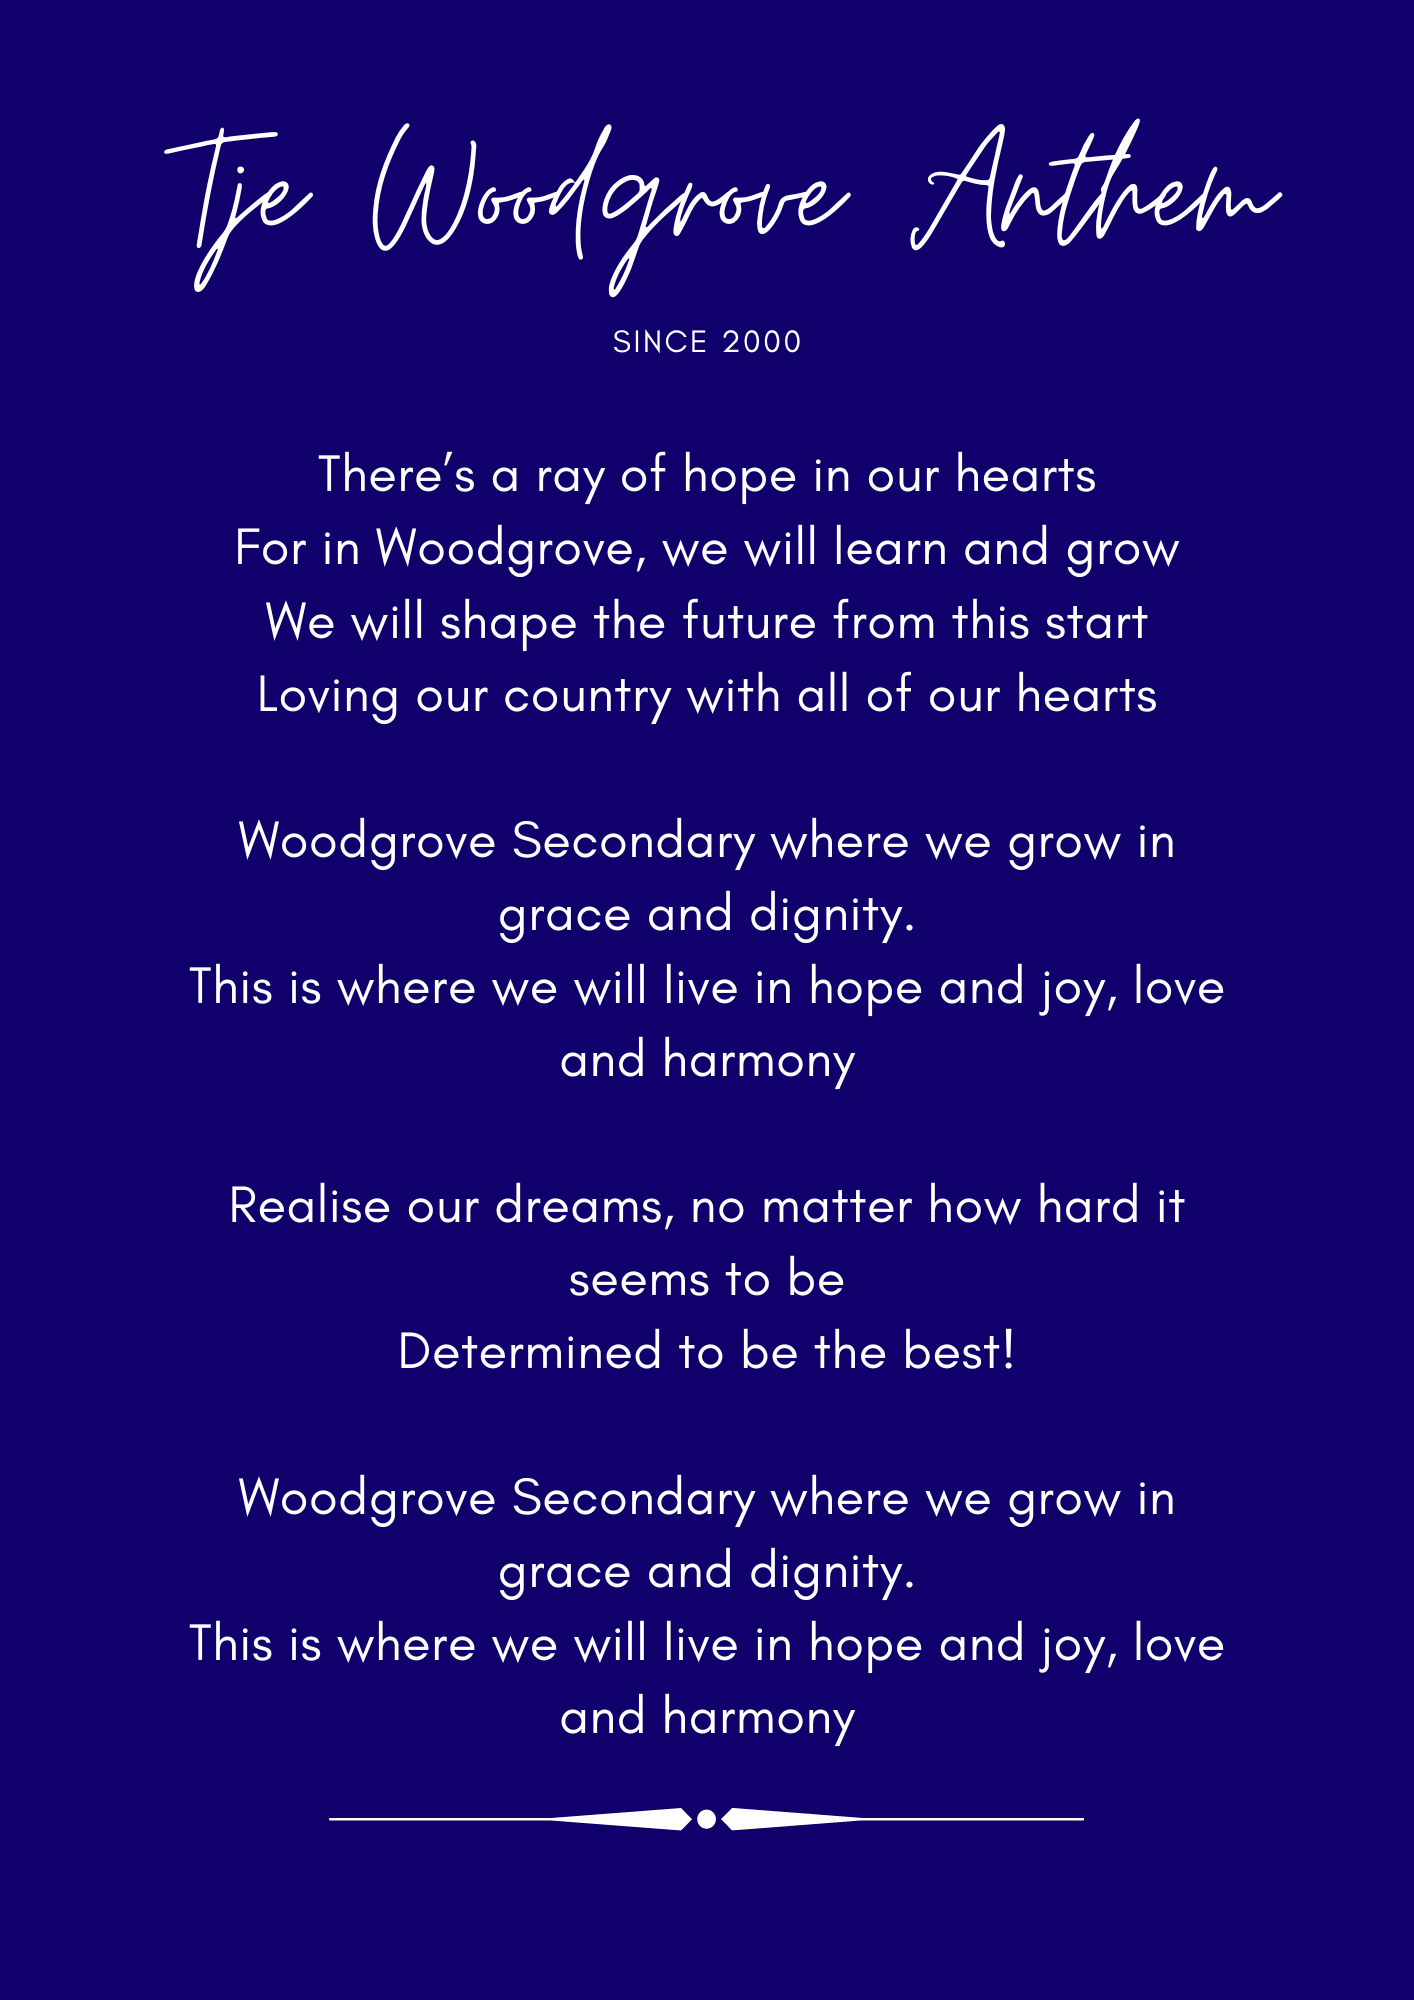 Tje Woodgrove Anthem
SINCE 2000
There’s a ray of hope in our hearts
For in Woodgrove, we will learn and grow
We will shape the future from this start
Loving our country with all of our hearts
Woodgrove Secondary where we grow in
grace and dignity.
This is where we will live in hope and joy, love
and harmony
Realise our dreams, no matter how hard it
seems to be
Determined to be the best!
Woodgrove Secondary where we grow in
grace and dignity.
This is where we will live in hope and joy, love
and harmony